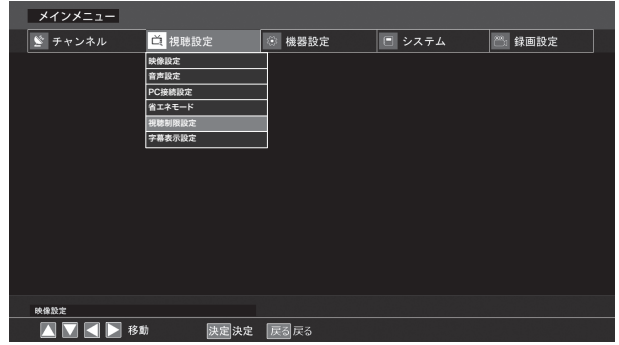 メインメニュー
チャンネル 視聴設定 機器設定 システム 録画設定
映像設定
音声設定
PC接続設定
省エネモード
視聴制限設定
字幕表示設定
映像設定
移動 決定 決定 戻る 戻る